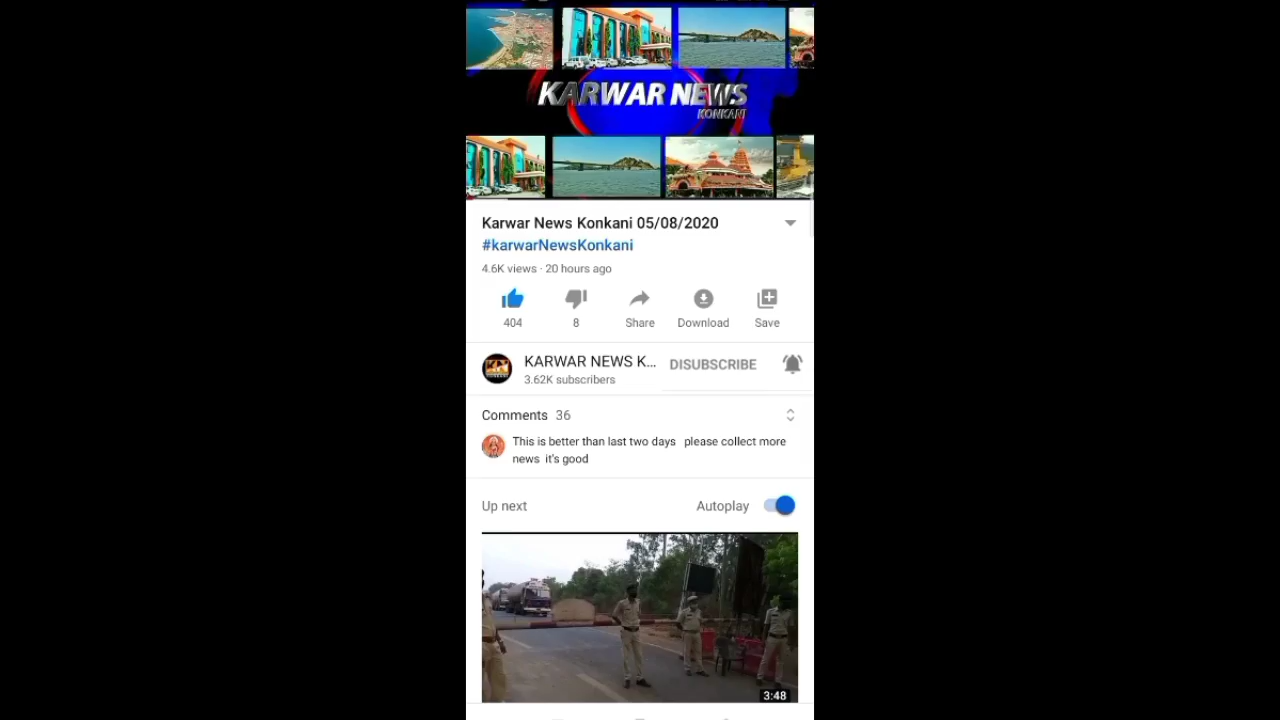 KARWAR NEWS
KONKANI
Karwar News Konkani 05/08/2020
#karwarNewsKonkani
4.6K views · 20 hours ago
404
8
Share
Download
Save
KARWAR NEWS K...
DISUBSCRIBE
3.62K subscribers
Comments 36
This is better than last two days please collect more
news it's good
Up next
Autoplay
3:48